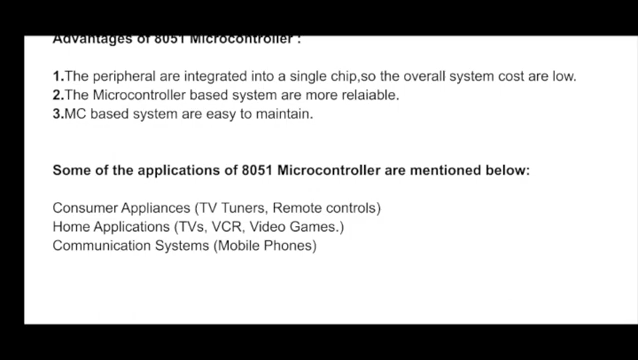 Advantages of 8051 Microcontroller :
1.The peripheral are integrated into a single chip,so the overall system cost are low.
2.The Microcontroller based system are more relaiable.
3.MC based system are easy to maintain.
Some of the applications of 8051 Microcontroller are mentioned below:
Consumer Appliances (TV Tuners, Remote controls)
Home Applications (TVs, VCR, Video Games.)
Communication Systems (Mobile Phones)